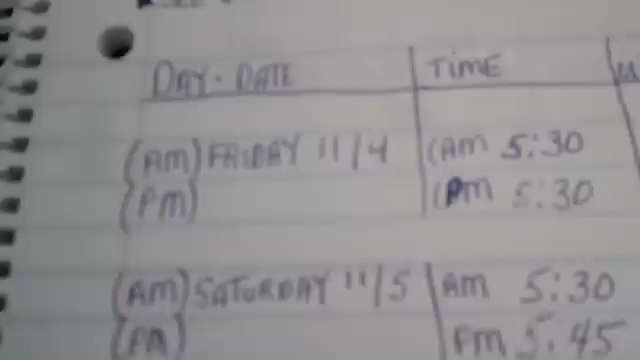 DAY - DATE TIME
(AM) FRIDAY 11/4 (AM 5:30
(PM) (PM 5:30
(AM) SATURDAY 11/5 AM 5:30
(PM) PM 5:45